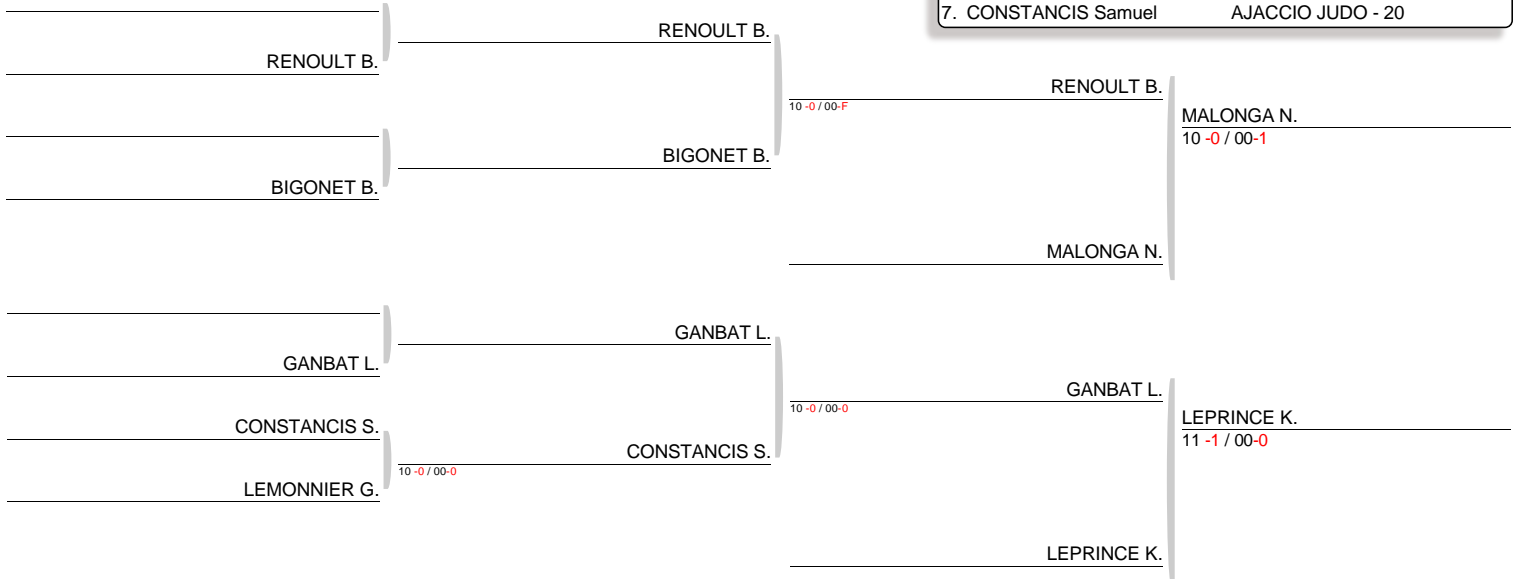 7. CONSTANCIS Samuel AJACCIO JUDO - 20
RENOULT B.
RENOULT B.
RENOULT B.
10 -0 / 00-F
MALONGA N.
10 -0 / 00-1
BIGONET B.
BIGONET B.
MALONGA N.
GANBAT L.
GANBAT L.
GANBAT L.
10 -0 / 00-0
LEPRINCE K.
11 -1 / 00-0
CONSTANCIS S.
CONSTANCIS S.
10 -0 / 00-0
LEMONNIER G.
LEPRINCE K.